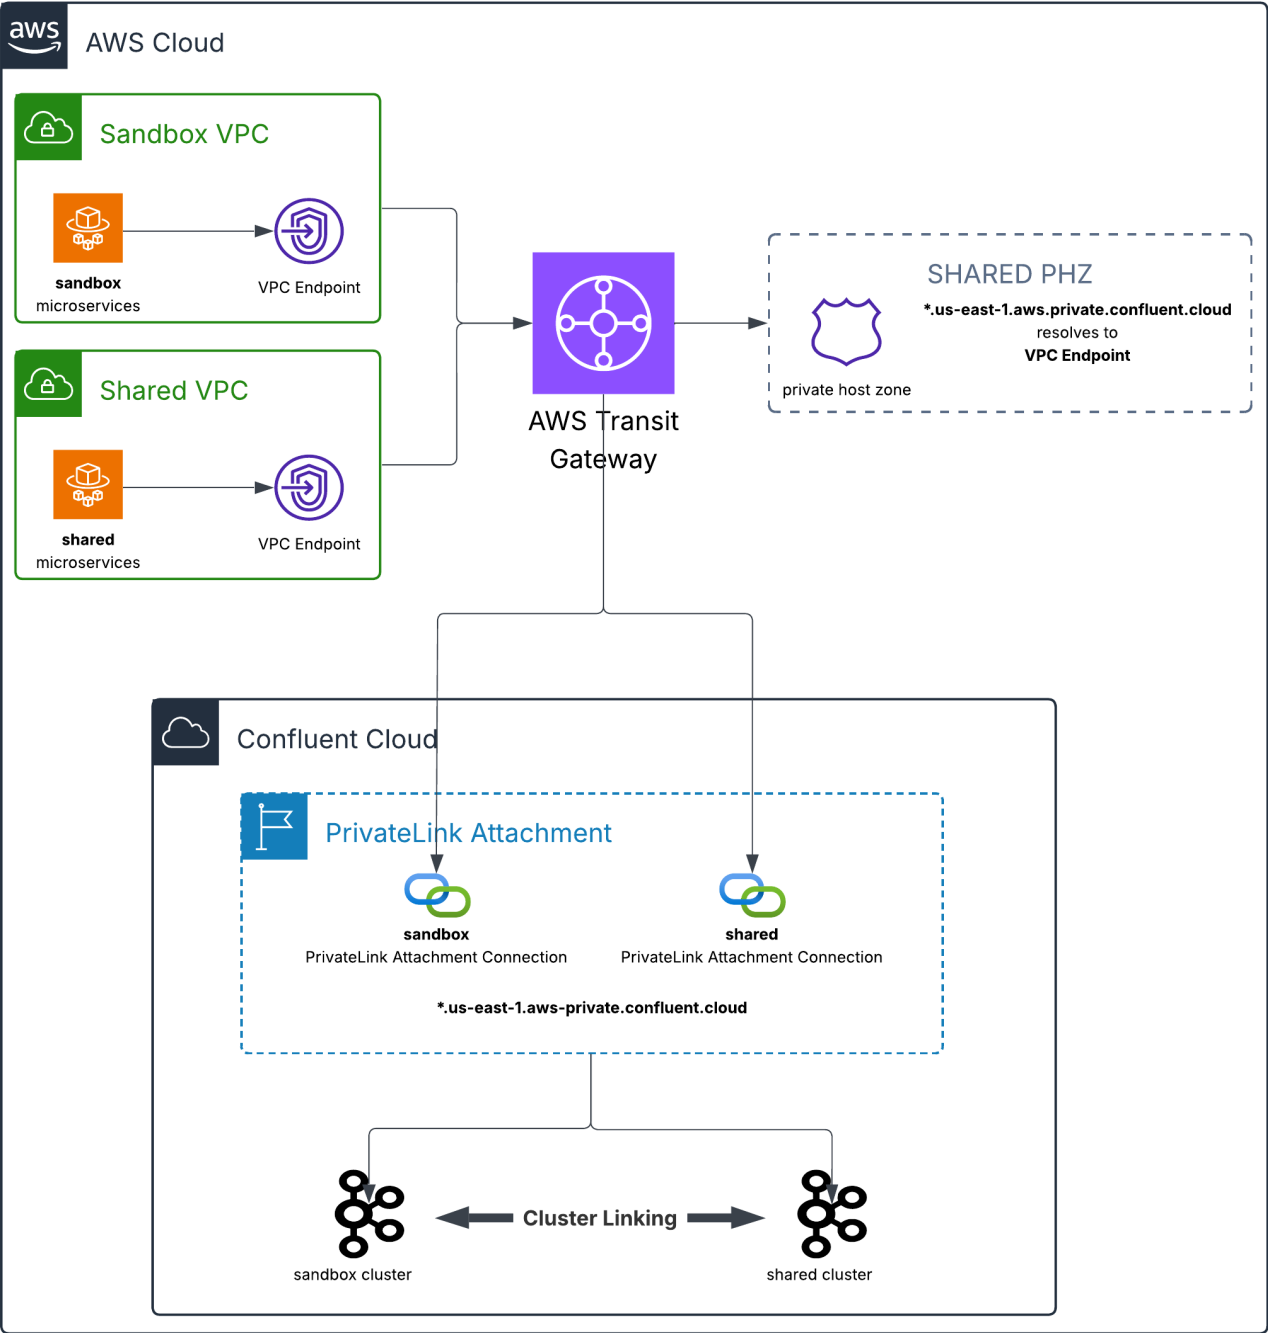 aws
AWS Cloud
Sandbox VPC
sandbox
microservices
VPC Endpoint
Shared VPC
shared
microservices
VPC Endpoint
AWS Transit
Gateway
SHARED PHZ
*.us-east-1.aws.private.confluent.cloud
resolves to
VPC Endpoint
private host zone
Confluent Cloud
PrivateLink Attachment
sandbox
PrivateLink Attachment Connection
shared
PrivateLink Attachment Connection
*.us-east-1.aws-private.confluent.cloud
Cluster Linking
sandbox cluster
shared cluster